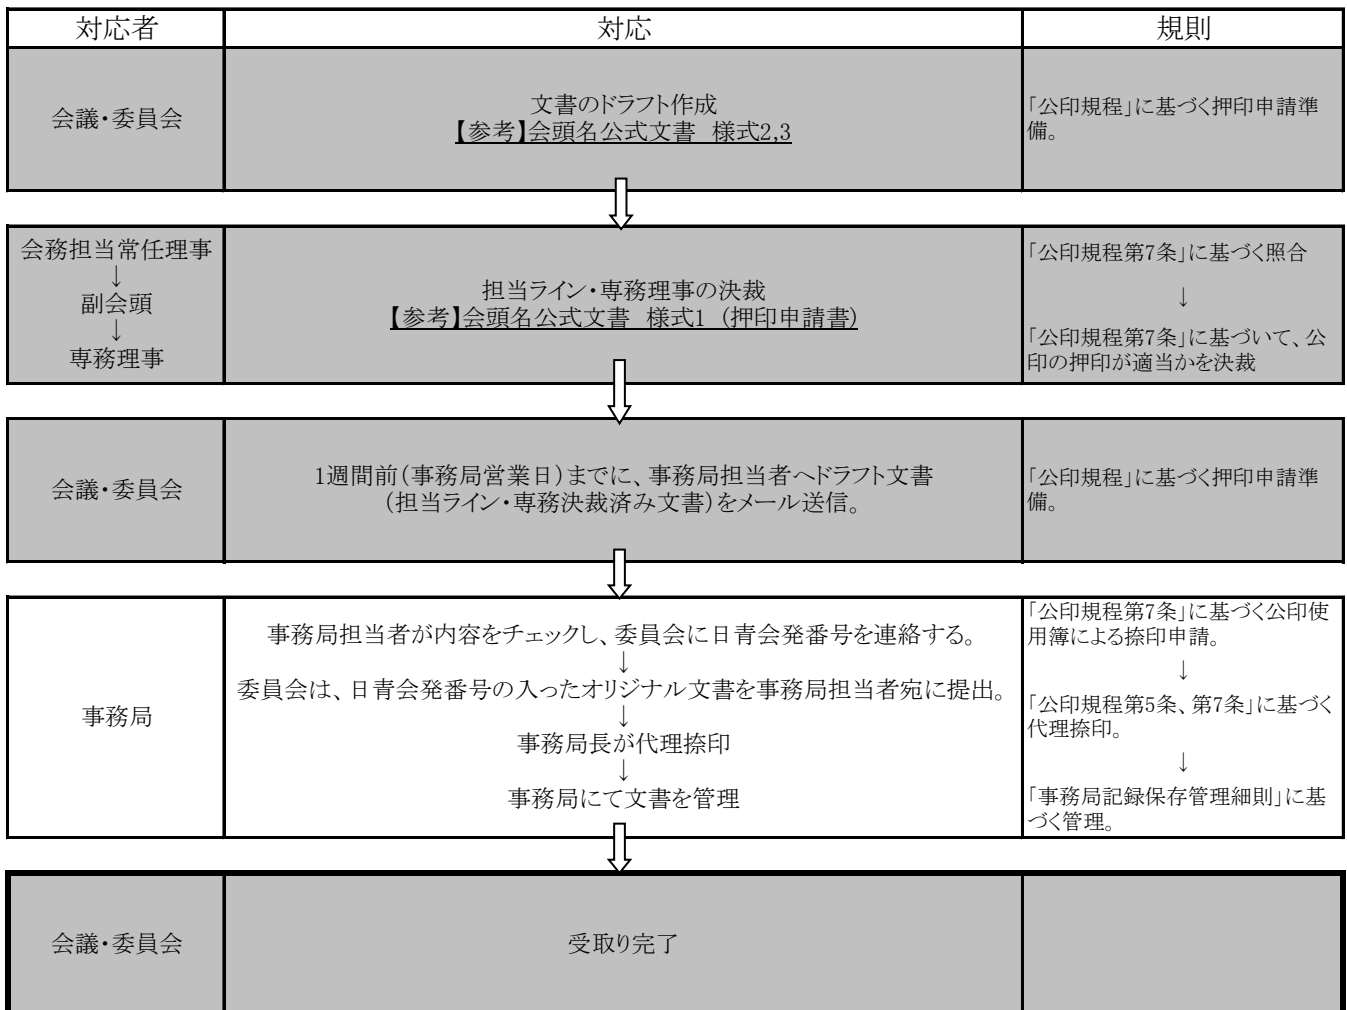 対応者
対応
規則
会議・委員会
文書のドラフト作成
【参考】会頭名公式文書　様式2,3
「公印規程」に基づく押印申請準
備。
会務担当常任理事
↓
副会頭
↓
専務理事
担当ライン・専務理事の決裁
【参考】会頭名公式文書　様式1　(押印申請書)
「公印規程第7条」に基づく照合
↓
「公印規程第7条」に基づいて、公
印の押印が適当かを決裁
会議・委員会
1週間前(事務局営業日)までに、事務局担当者へドラフト文書
(担当ライン・専務決裁済み文書)をメール送信。
「公印規程」に基づく押印申請準
備。
事務局
事務局担当者が内容をチェックし、委員会に日青会発番号を連絡する。
↓
委員会は、日青会発番号の入ったオリジナル文書を事務局担当者宛に提出。
↓
事務局長が代理捺印
↓
事務局にて文書を管理
「公印規程第7条」に基づく公印使
用簿による捺印申請。
↓
「公印規程第5条、第7条」に基づく
代理捺印。
↓
「事務局記録保存管理細則」に基
づく管理。
会議・委員会
受取り完了